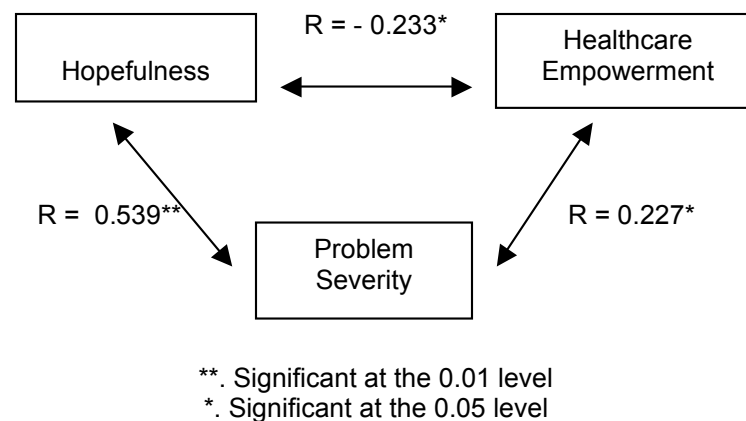 R = - 0.233*
Hopefulness
Healthcare
Empowerment
R =  0.539**
R = 0.227*
Problem
Severity
**. Significant at the 0.01 level
*. Significant at the 0.05 level